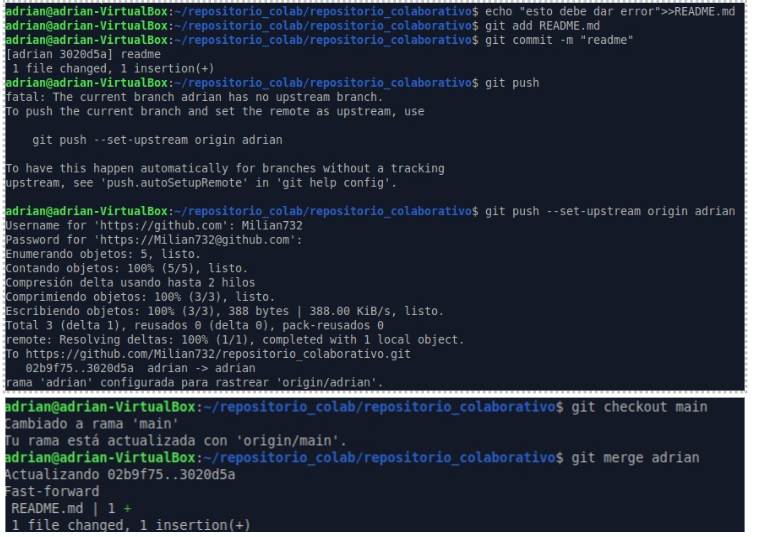 adrian@adrian-VirtualBox:~/repositorio_colab/repositorio_colaborativo$ echo "esto debe dar error">>README.md
adrian@adrian-VirtualBox:~/repositorio_colab/repositorio_colaborativo$ git add README.md
adrian@adrian-VirtualBox:~/repositorio_colab/repositorio_colaborativo$ git commit -m "readme"
[adrian 3020d5a] readme
 1 file changed, 1 insertion(+)
adrian@adrian-VirtualBox:~/repositorio_colab/repositorio_colaborativo$ git push
fatal: The current branch adrian has no upstream branch.
To push the current branch and set the remote as upstream, use
    git push --set-upstream origin adrian
To have this happen automatically for branches without a tracking
upstream, see 'push.autoSetupRemote' in 'git help config'.
adrian@adrian-VirtualBox:~/repositorio_colab/repositorio_colaborativo$ git push --set-upstream origin adrian
Username for 'https://github.com': Milian732
Password for 'https://Milian732@github.com':
Enumerando objetos: 5, listo.
Contando objetos: 100% (5/5), listo.
Compresión delta usando hasta 2 hilos
Comprimiendo objetos: 100% (3/3), listo.
Escribiendo objetos: 100% (3/3), 388 bytes | 388.00 KiB/s, listo.
Total 3 (delta 1), reusados 0 (delta 0), pack-reusados 0
remote: Resolving deltas: 100% (1/1), completed with 1 local object.
To https://github.com/Milian732/repositorio_colaborativo.git
   02b9f75..3020d5a  adrian -> adrian
rama 'adrian' configurada para rastrear 'origin/adrian'.
adrian@adrian-VirtualBox:~/repositorio_colab/repositorio_colaborativo$ git checkout main
Cambiado a rama 'main'
Tu rama está actualizada con 'origin/main'.
adrian@adrian-VirtualBox:~/repositorio_colab/repositorio_colaborativo$ git merge adrian
Actualizando 02b9f75..3020d5a
Fast-forward
 README.md | 1 +
 1 file changed, 1 insertion(+)